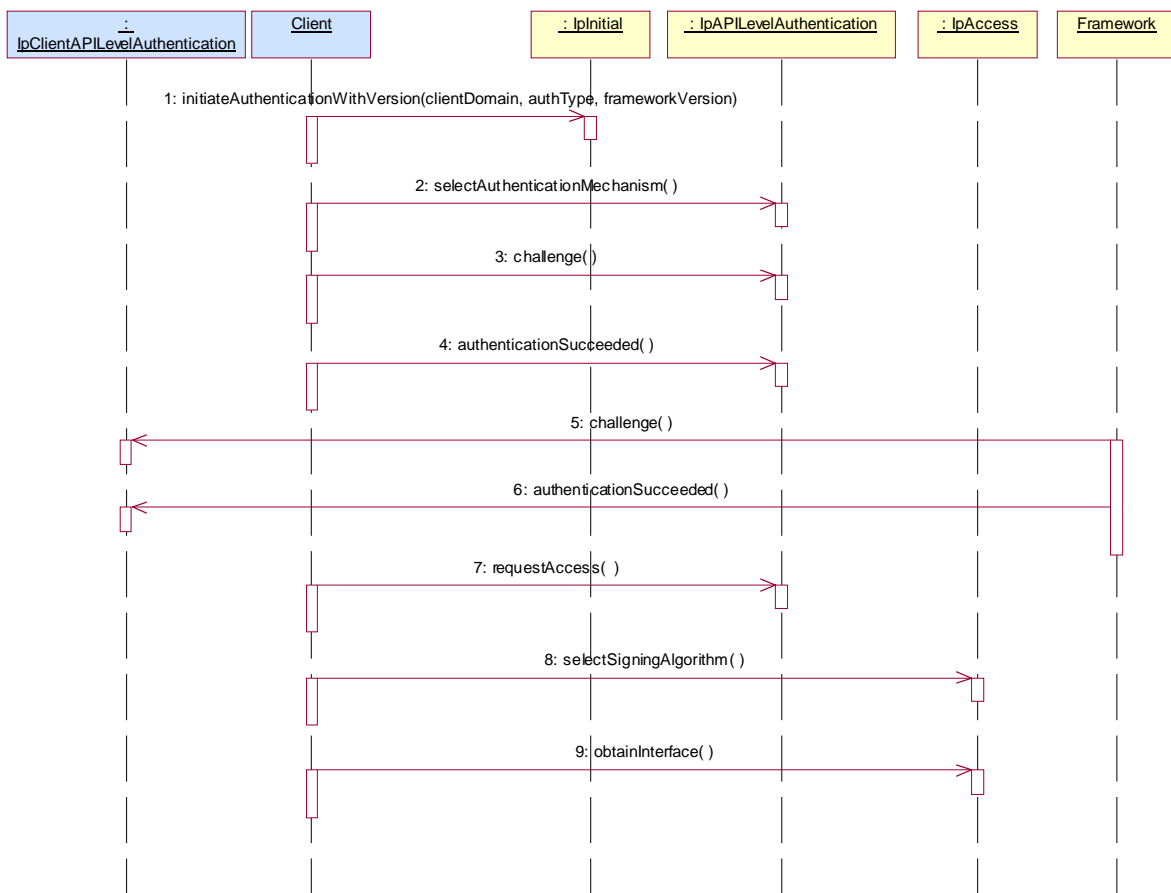 :
IpClientAPILevelAuthentication
Client
: IpInitial
: IpAPILevelAuthentication
: IpAccess
Framework
1: initiateAuthenticationWithVersion(clientDomain, authType, frameworkVersion)
2: selectAuthenticationMechanism( )
3: challenge( )
4: authenticationSucceeded( )
5: challenge( )
6: authenticationSucceeded( )
7: requestAccess( )
8: selectSigningAlgorithm( )
9: obtainInterface( )